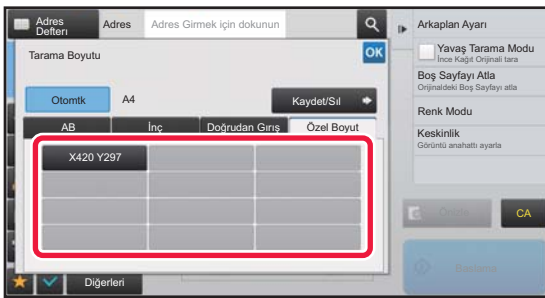 Adres Defteri
Adres
Adres Girmek için dokunun
Tarama Boyutu
OK
Otomtk
A4
Kaydet/Sil
AB
İnç
Doğrudan Giriş
Özel Boyut
X420 Y297
Diğerleri
Arkaplan Ayarı
Yavaş Tarama Modu
İnce Kağıt Orijinali tara
Boş Sayfayı Atla
Orijinaldeki Boş Sayfayı atla
Renk Modu
Keskinlik
Görüntü anahattı ayarla
Önizle
CA
Başlama